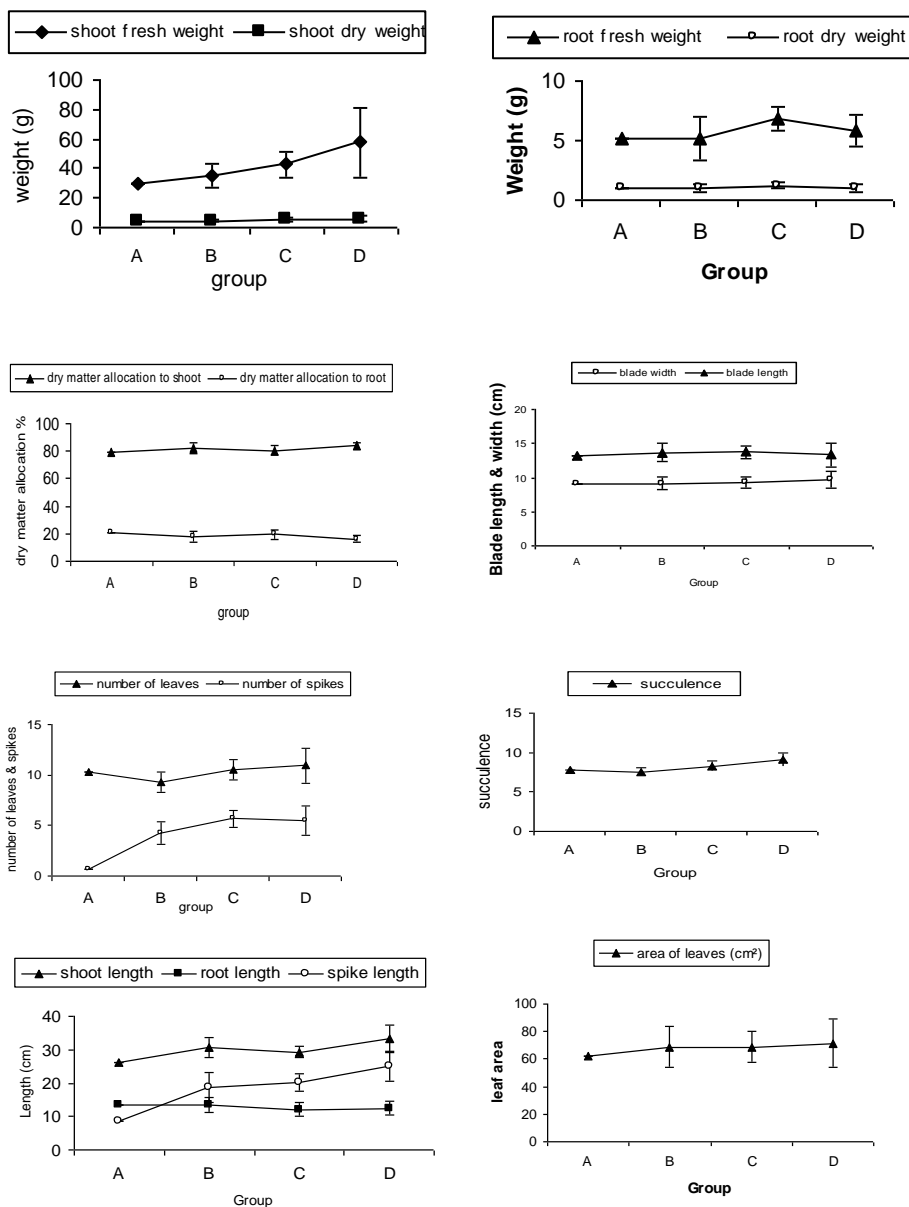 shoot fresh weight shoot dry weight
weight (g)
100
80
60
40
20
0
A B C D
group
root fresh weight root dry weight
Weight (g)
10
5
0
A B C D
Group
dry matter allocation to shoot dry matter allocation to root
dry matter allocation %
100
80
60
40
20
0
A B C D
group
blade width blade length
Blade length & width (cm)
20
15
10
5
0
A B C D
Group
number of leaves number of spikes
number of leaves & spikes
15
10
5
0
A B C D
group
succulence
succulence
15
10
5
0
A B C D
Group
shoot length root length spike length
Length (cm)
40
30
20
10
0
A B C D
Group
area of leaves (cm²)
leaf area
100
80
60
40
20
0
A B C D
Group